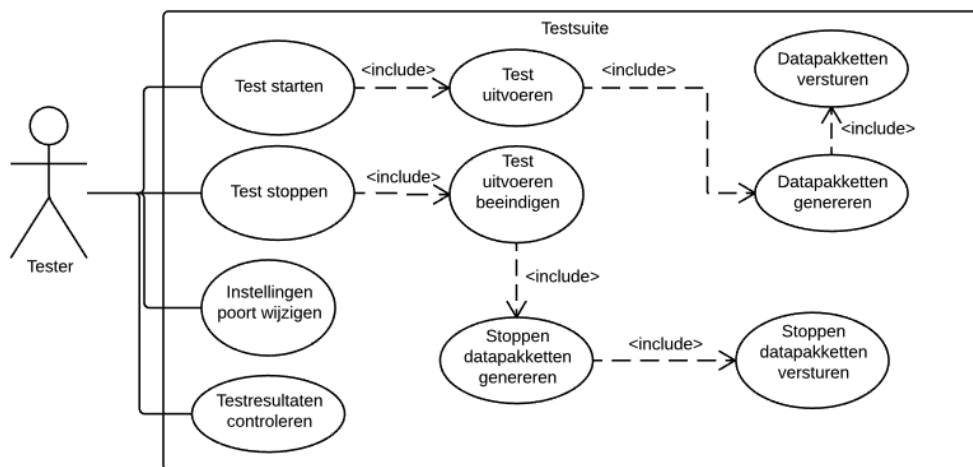 Testsuite
Test starten
<include>
Test
uitvoeren
<include>
Datapakketten
versturen
<include>
Datapakketten
genereren
Test stoppen
<include>
Test
uitvoeren
beeindigen
Tester
<include>
Instellingen
poort wijzigen
Stoppen
datapakketten
genereren
<include>
Stoppen
datapakketten
versturen
Testresultaten
controleren